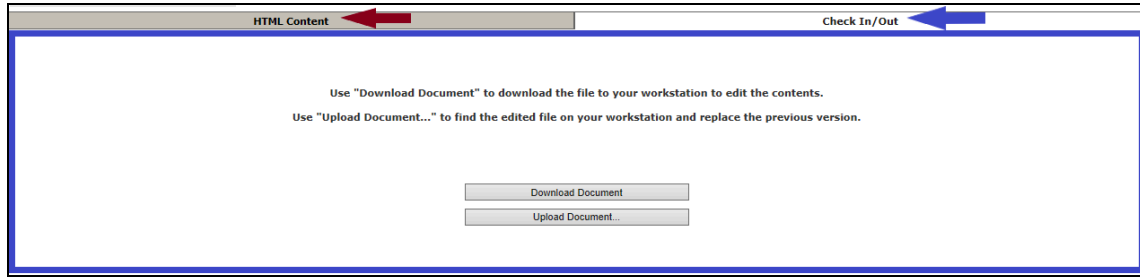 HTML Content
Check In/Out
Use "Download Document" to download the file to your workstation to edit the contents.
Use "Upload Document..." to find the edited file on your workstation and replace the previous version.
Download Document
Upload Document...